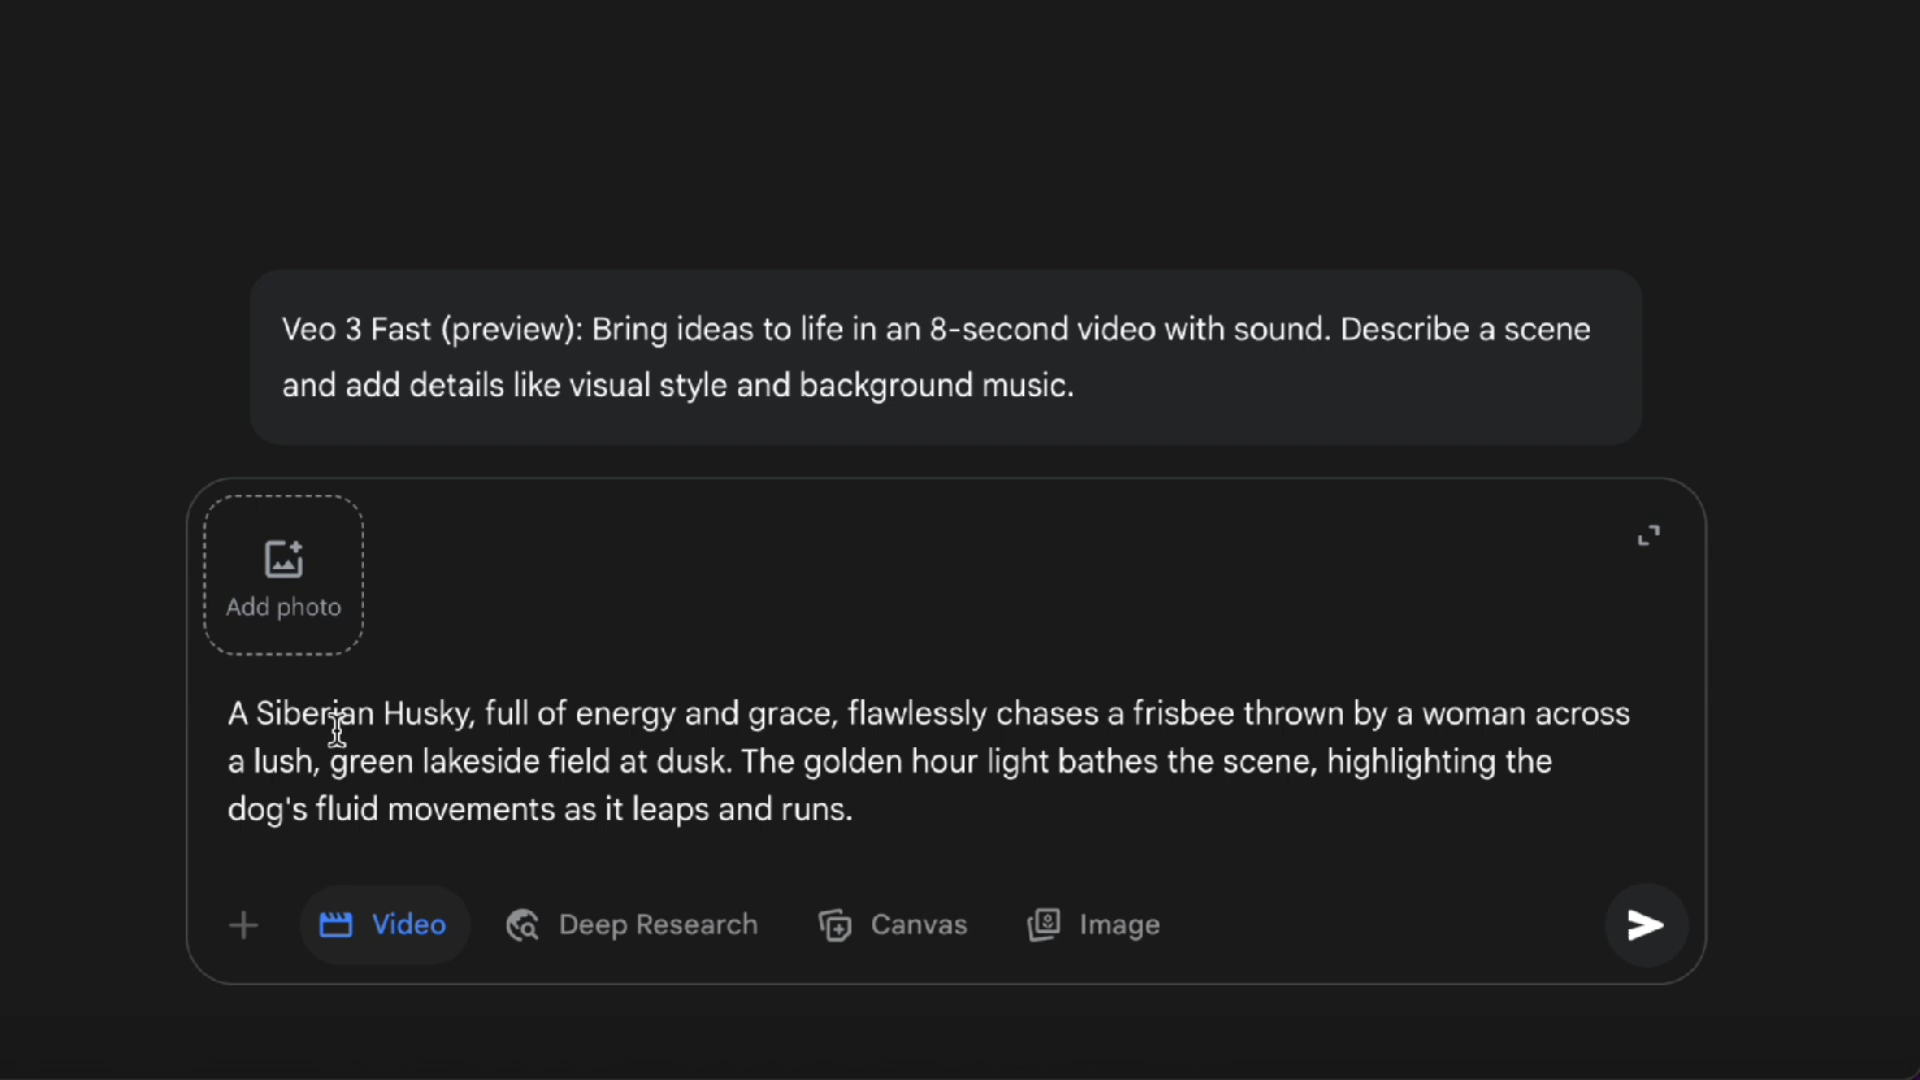 Veo 3 Fast (preview): Bring ideas to life in an 8-second video with sound. Describe a scene
and add details like visual style and background music.
Add photo
A Siberian Husky, full of energy and grace, flawlessly chases a frisbee thrown by a woman across
a lush, green lakeside field at dusk. The golden hour light bathes the scene, highlighting the
dog's fluid movements as it leaps and runs.
Video Deep Research Canvas Image